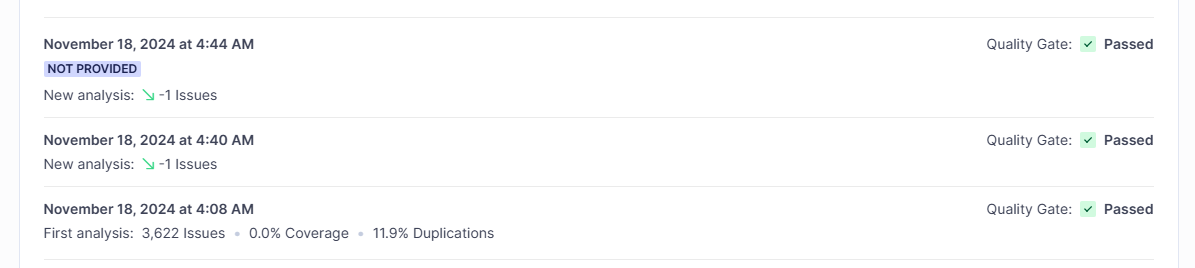 November 18, 2024 at 4:44 AM Quality Gate: Passed
NOT PROVIDED
New analysis: -1 Issues
November 18, 2024 at 4:40 AM Quality Gate: Passed
New analysis: -1 Issues
November 18, 2024 at 4:08 AM Quality Gate: Passed
First analysis: 3,622 Issues • 0.0% Coverage • 11.9% Duplications